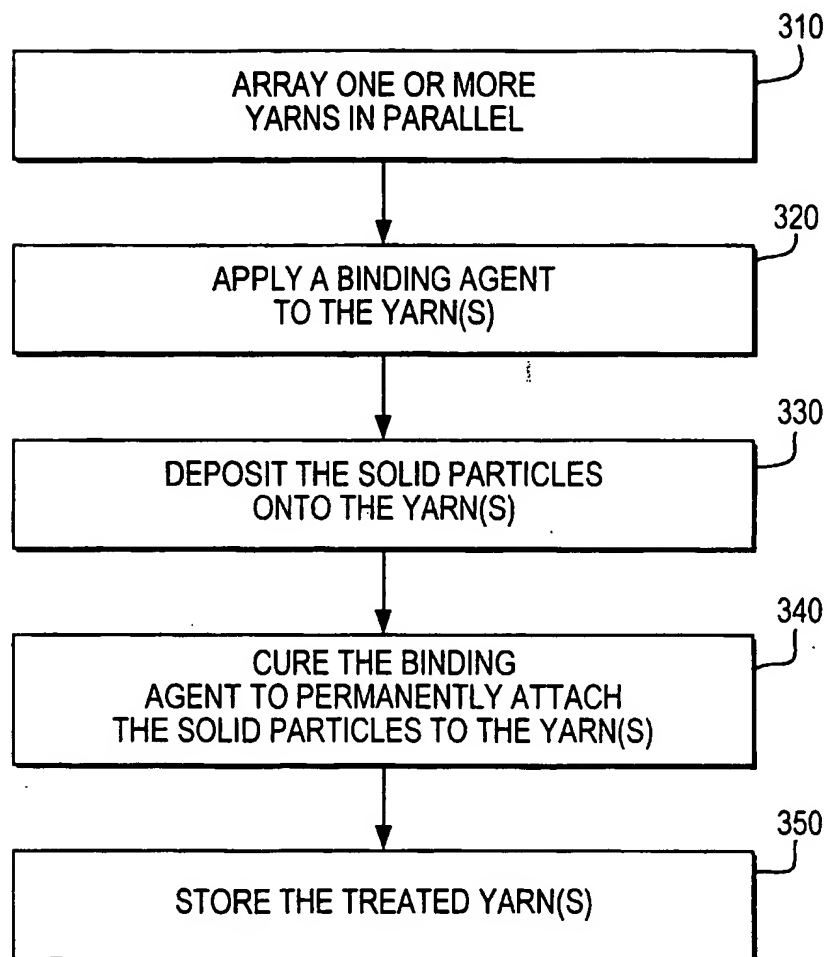 310
ARRAY ONE OR MORE
YARNS IN PARALLEL
320
APPLY A BINDING AGENT
TO THE YARN(S)
330
DEPOSIT THE SOLID PARTICLES
ONTO THE YARN(S)
340
CURE THE BINDING
AGENT TO PERMANENTLY ATTACH
THE SOLID PARTICLES TO THE YARN(S)
350
STORE THE TREATED YARN(S)